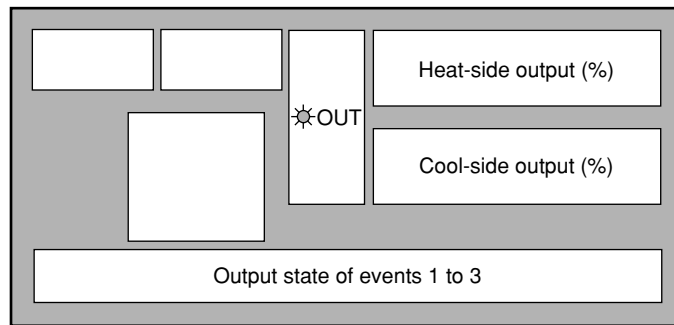 Heat-side output (%)
OUT
Cool-side output (%)
Output state of events 1 to 3